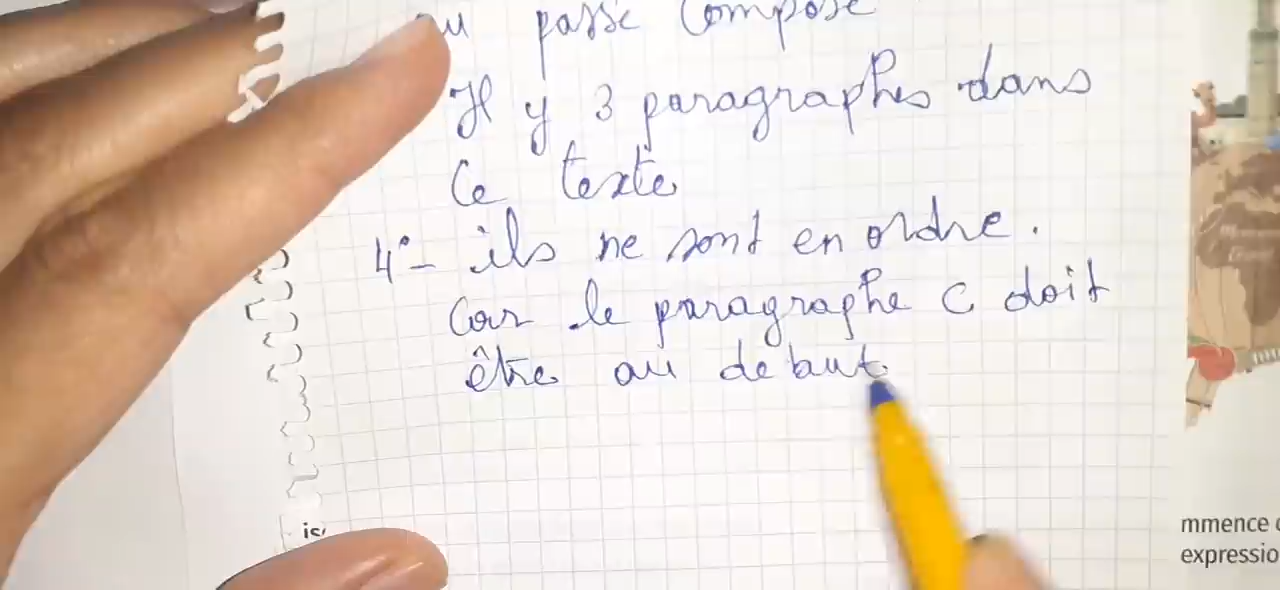 au passé composé
Il y 3 paragraphes dans
ce texte
4°- ils ne sont en ordre.
Car le paragraphe C doit
être au debut
mmence
expressio